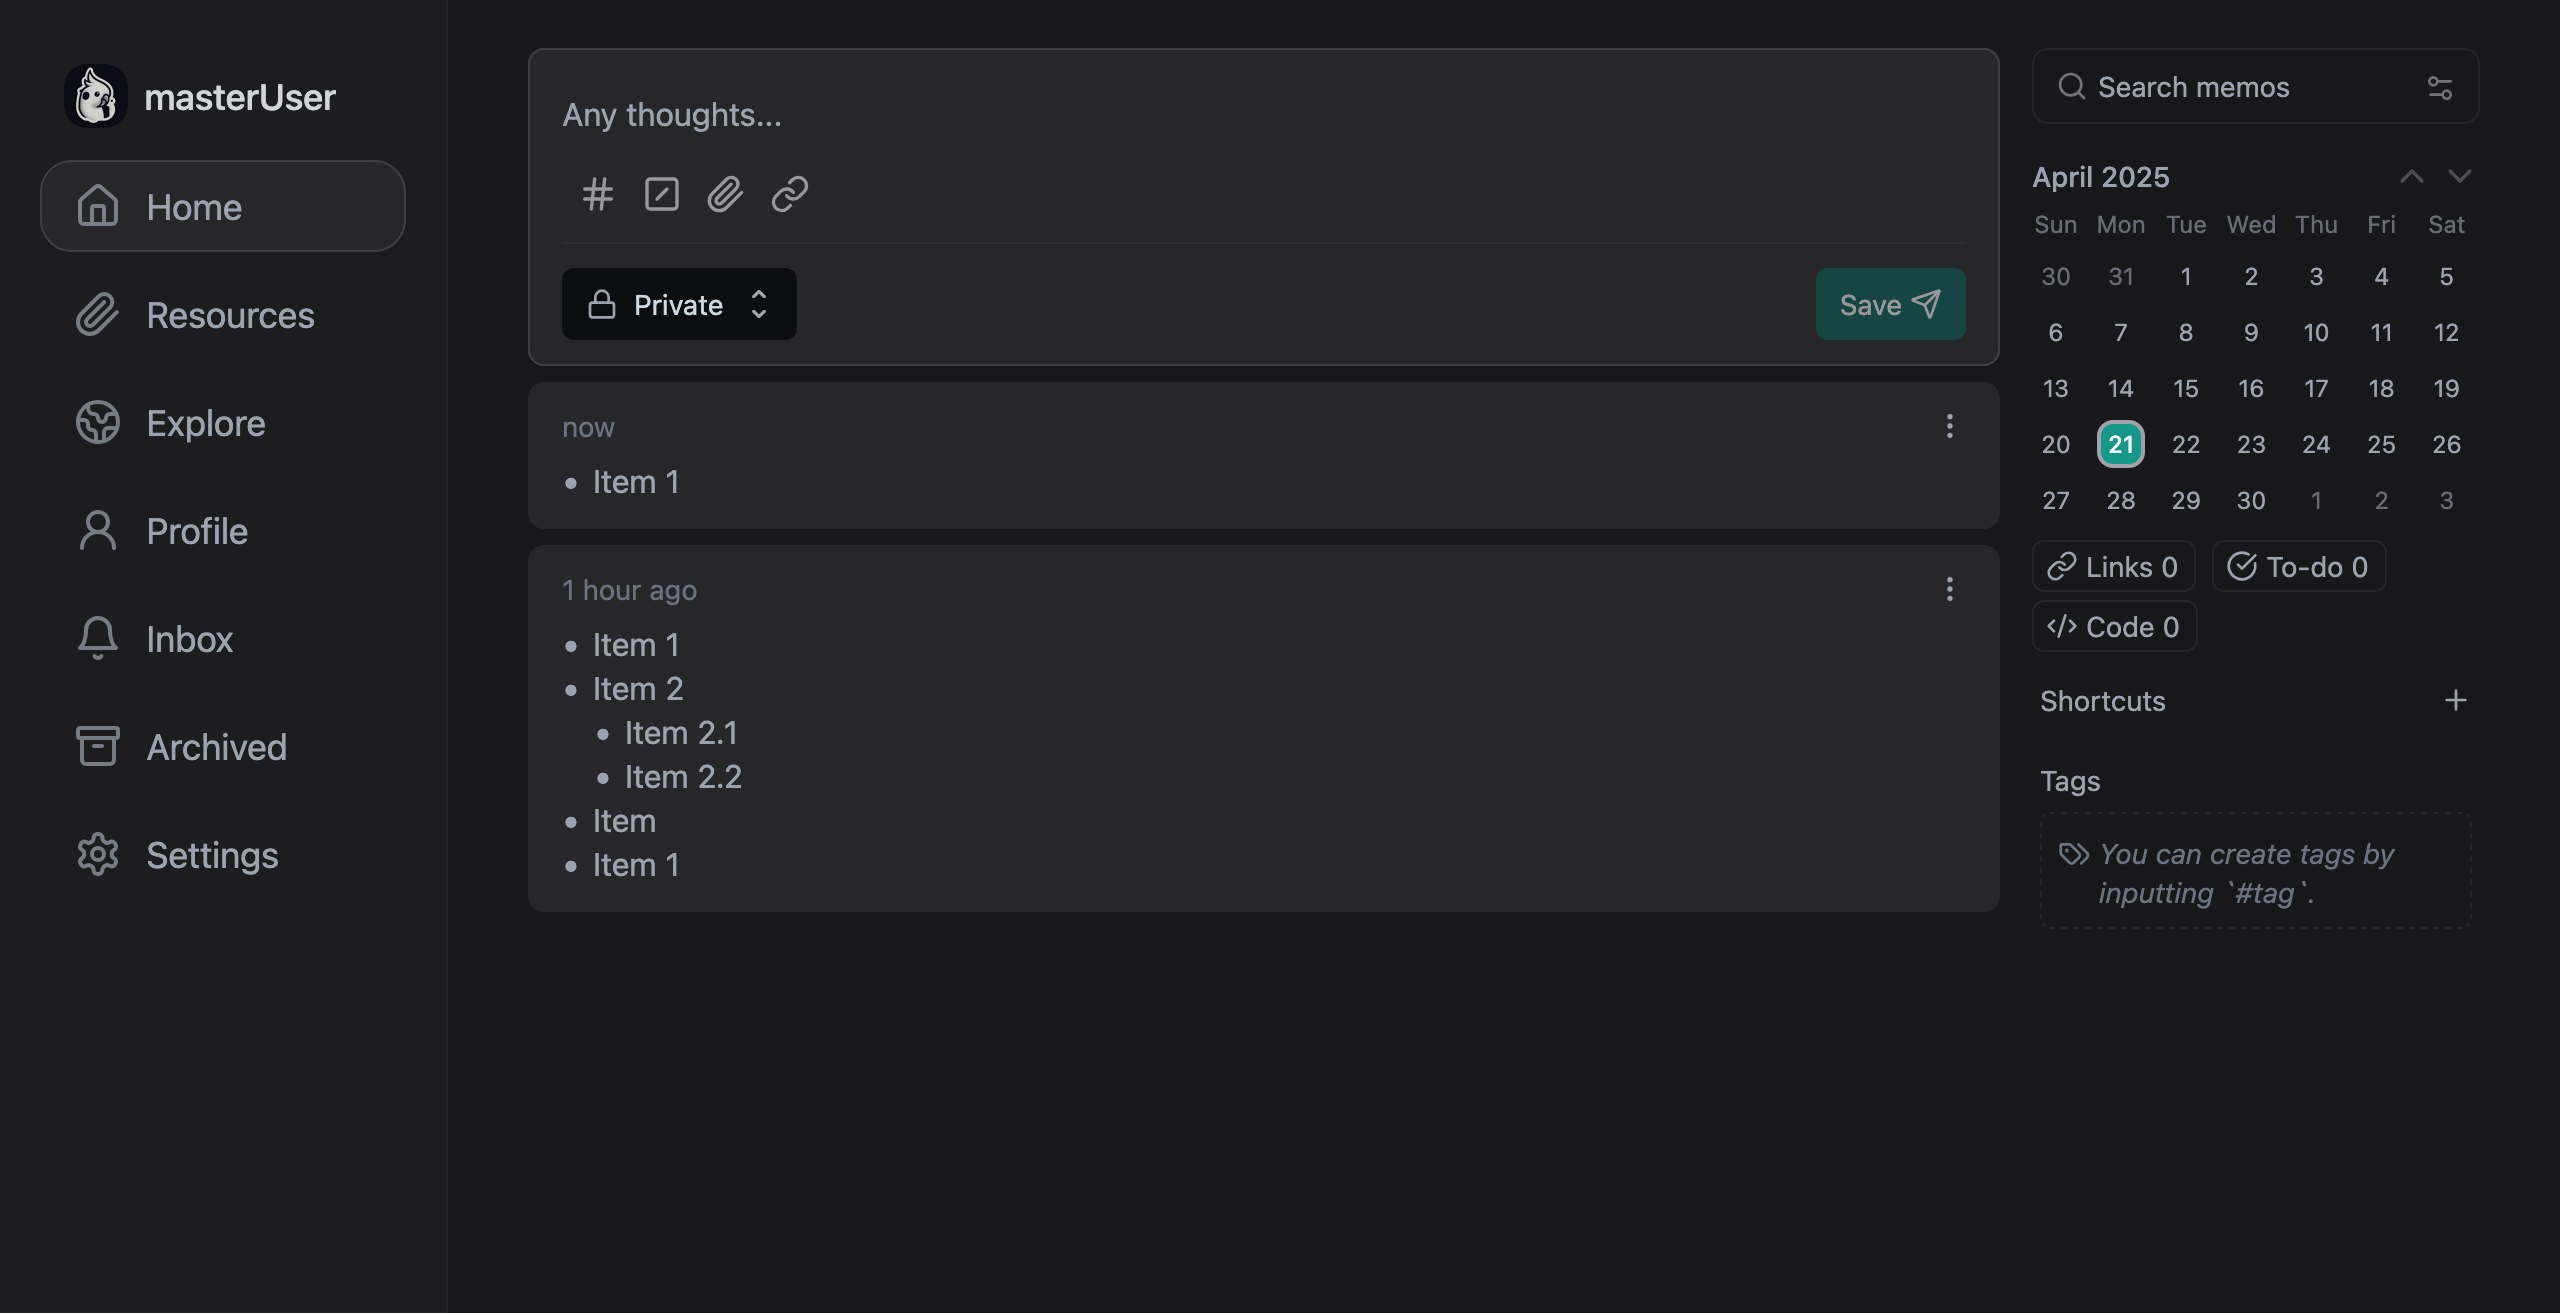 masterUser
Home
Resources
Explore
Profile
Inbox
Archived
Settings
Any thoughts...
Private
Save
now
• Item 1
1 hour ago
• Item 1
• Item 2
• Item 2.1
• Item 2.2
• Item
• Item 1
Search memos
April 2025
Sun Mon Tue Wed Thu Fri Sat
30 31 1 2 3 4 5
6 7 8 9 10 11 12
13 14 15 16 17 18 19
20 21 22 23 24 25 26
27 28 29 30 1 2 3
Links 0 To-do 0
Code 0
Shortcuts
Tags
You can create tags by
inputting `#tag`.